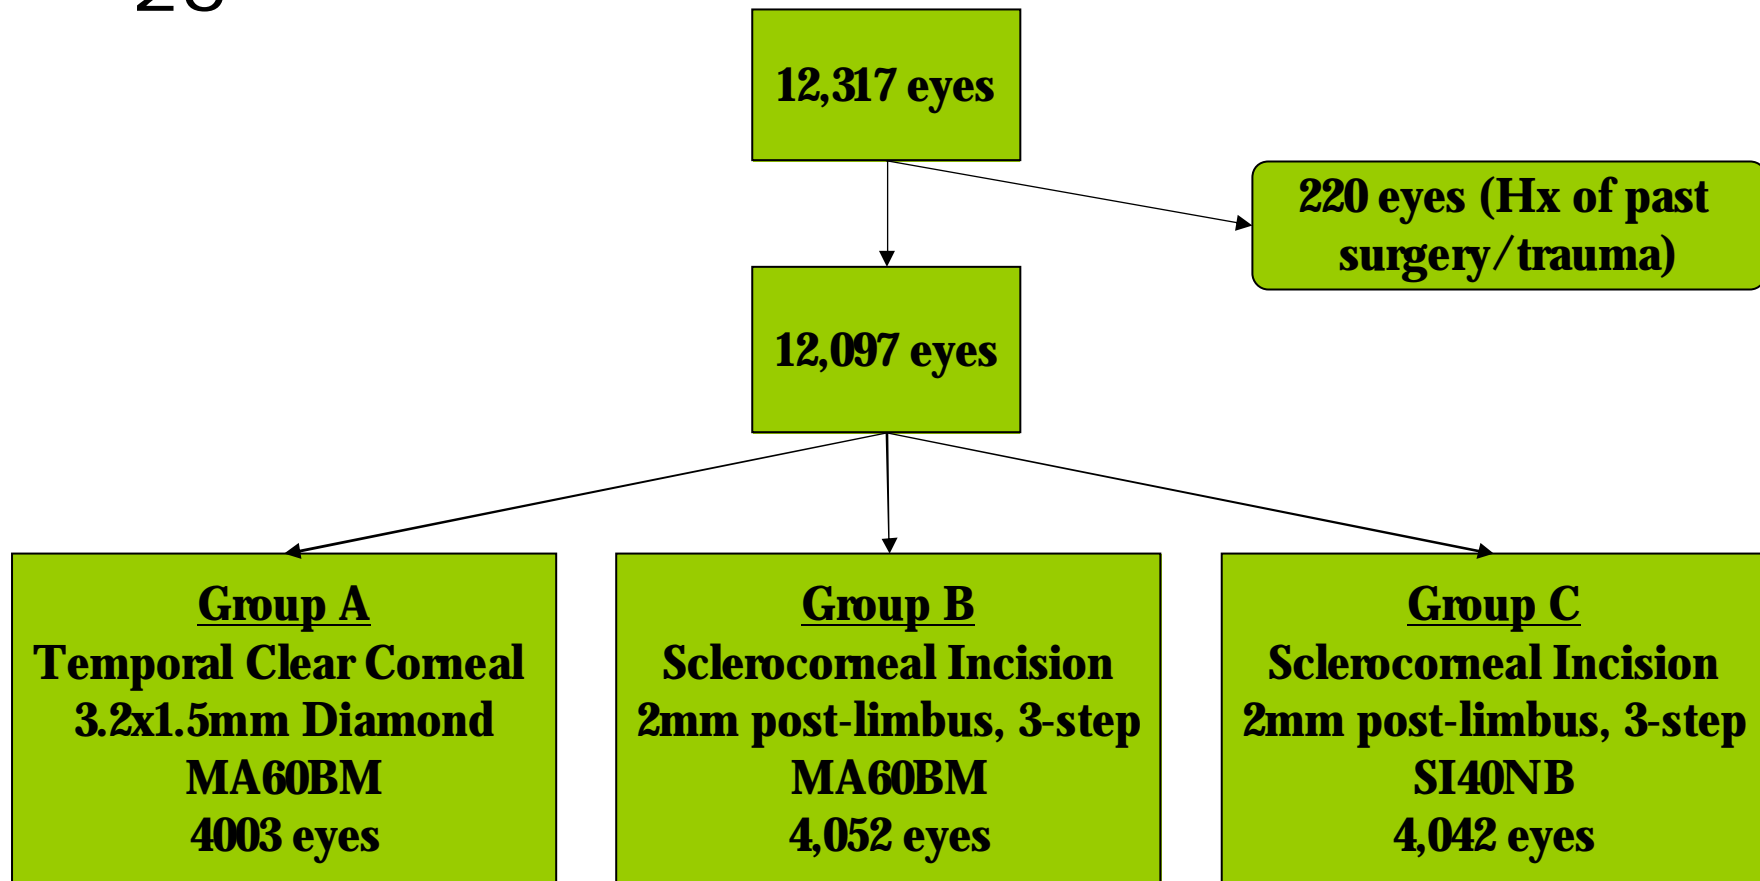 12,317 eyes
220 eyes (Hx of past
surgery/trauma)
12,097 eyes
Group A
Temporal Clear Corneal
3.2x1.5mm Diamond
MA60BM
4003 eyes
Group B
Sclerocorneal Incision
2mm post-limbus, 3-step
MA60BM
4,052 eyes
Group C
Sclerocorneal Incision
2mm post-limbus, 3-step
SI40NB
4,042 eyes